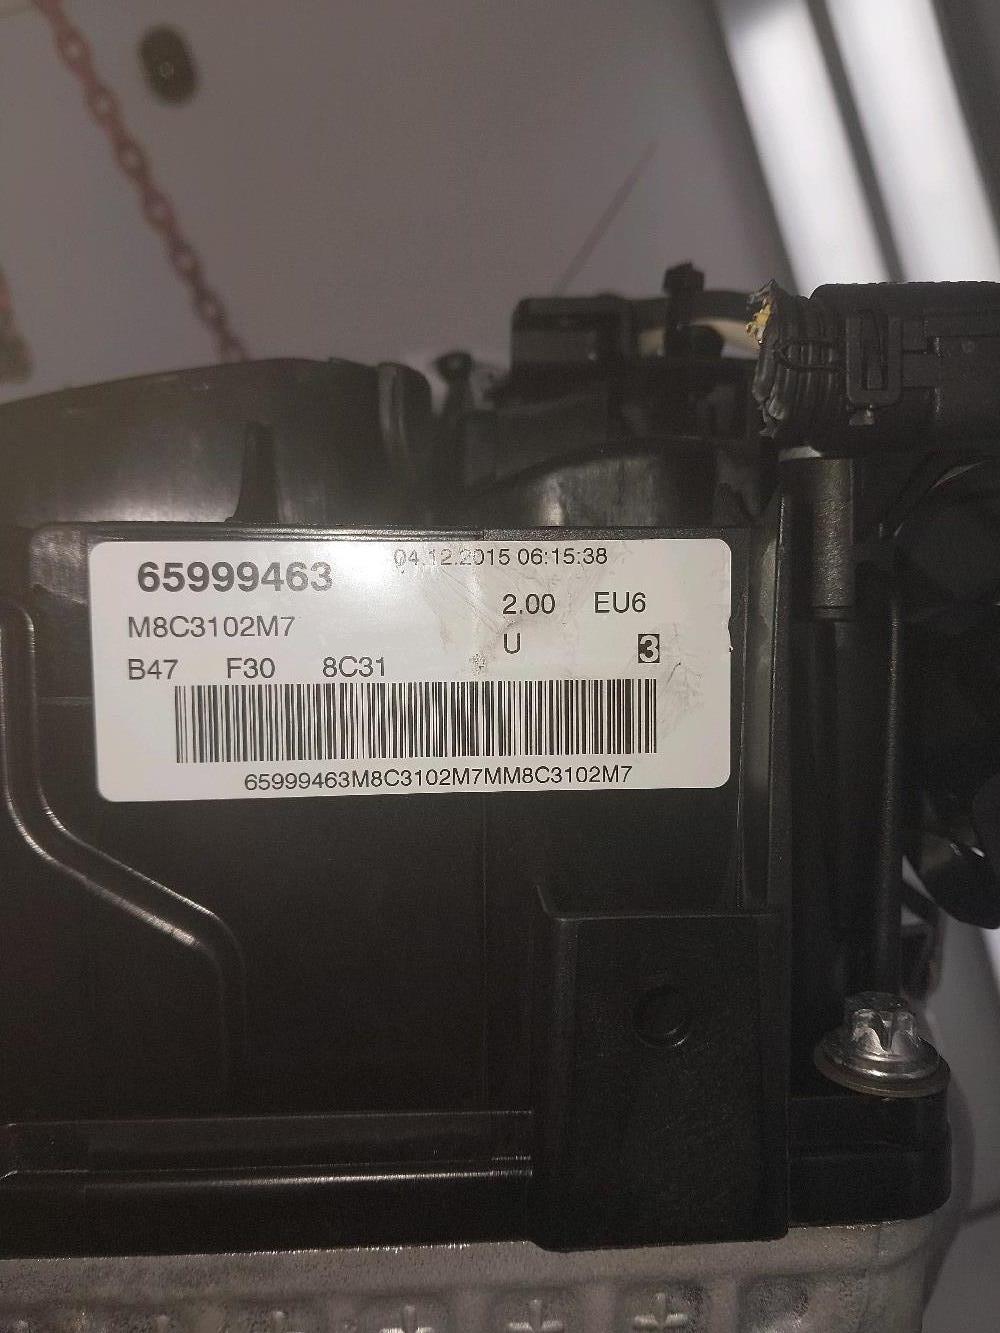 04.12.2015 06:15:38
65999463
2.00 EU6
M8C3102M7
U 3
B47 F30 8C31
65999463M8C3102M7MM8C3102M7